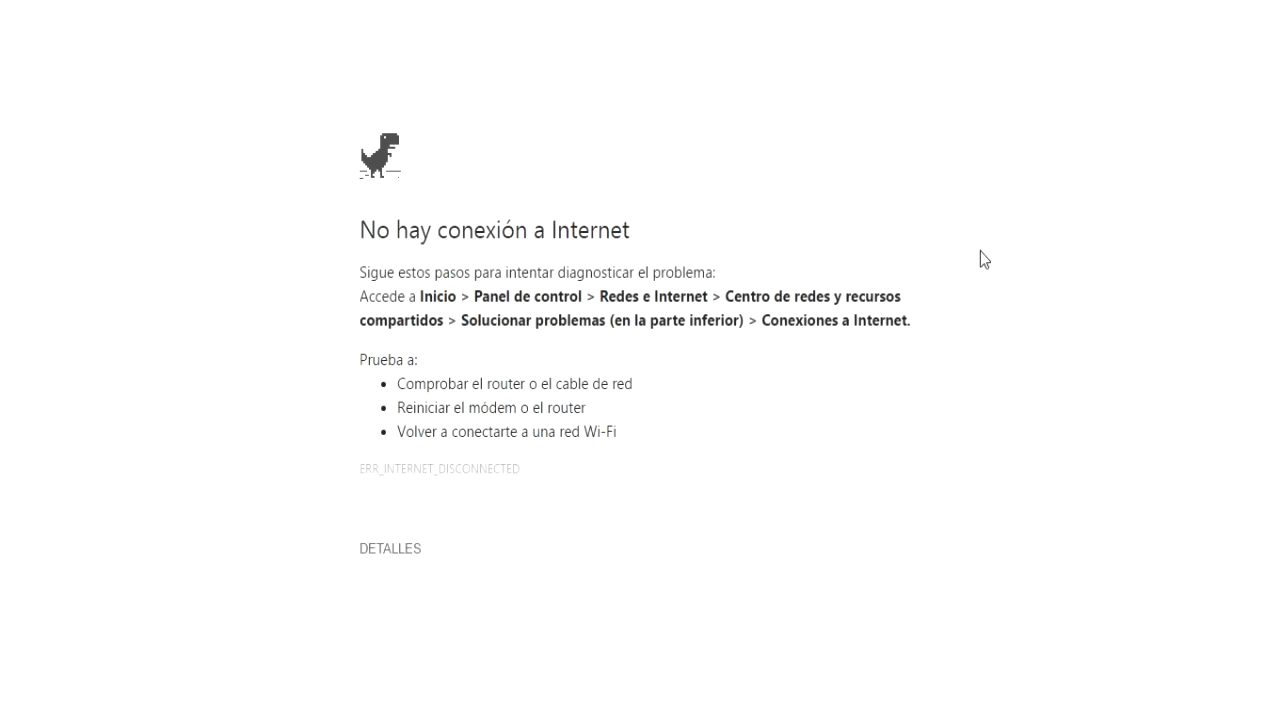 No hay conexión a Internet
Sigue estos pasos para intentar diagnosticar el problema:
Accede a Inicio > Panel de control > Redes e Internet > Centro de redes y recursos
compartidos > Solucionar problemas (en la parte inferior) > Conexiones a Internet.
Prueba a:
• Comprobar el router o el cable de red
• Reiniciar el módem o el router
• Volver a conectarte a una red Wi-Fi
ERR_INTERNET_DISCONNECTED
DETALLES